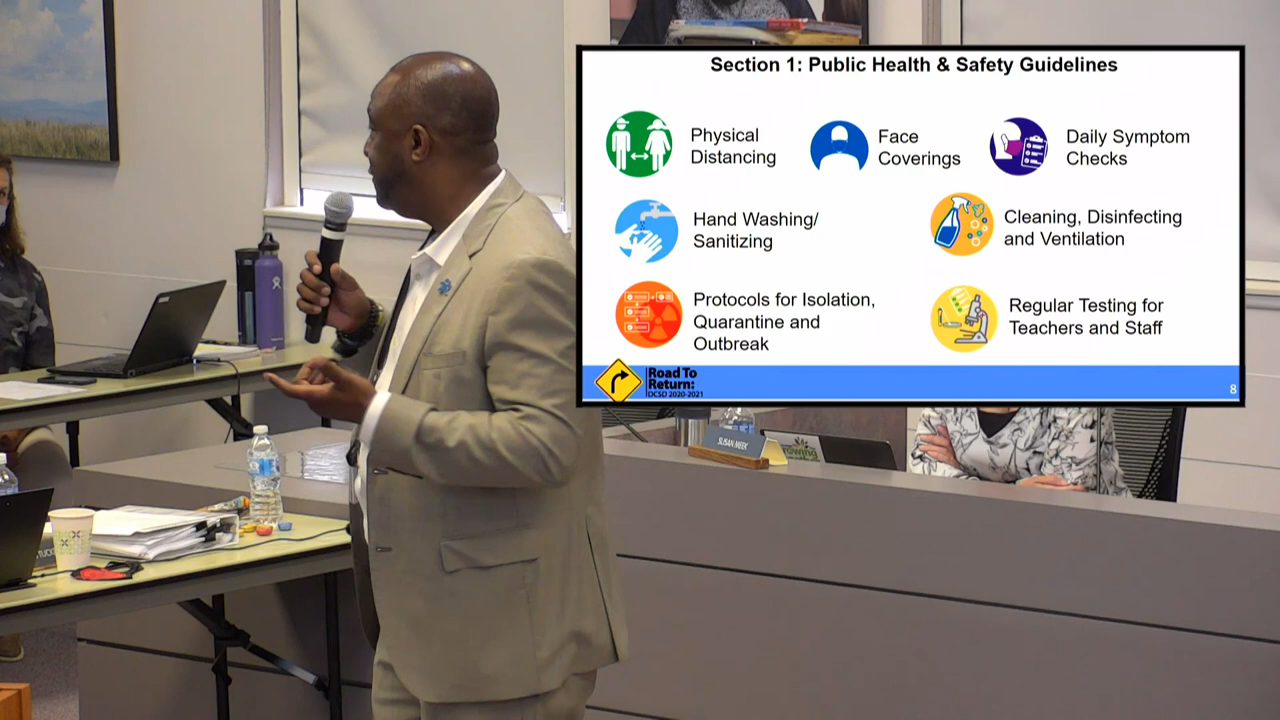 Section 1: Public Health & Safety Guidelines
Physical
Distancing
Face
Coverings
Daily Symptom
Checks
Hand Washing/
Sanitizing
Cleaning, Disinfecting
and Ventilation
Protocols for Isolation,
Quarantine and
Outbreak
Regular Testing for
Teachers and Staff
Road To
Return:
DCSD 2020-2021
8
SUSAN MEEK